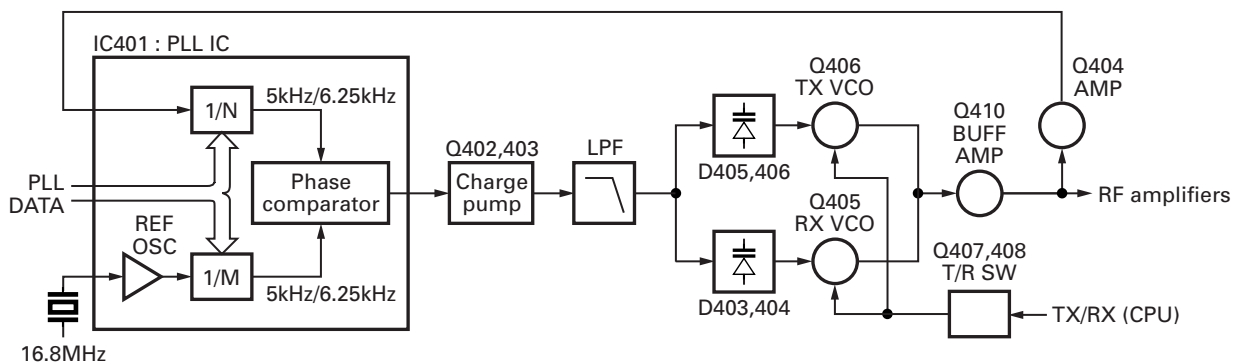 IC401 : PLL IC
1/N
5kHz/6.25kHz
PLL
DATA
REF
OSC
1/M
5kHz/6.25kHz
16.8MHz
Phase
comparator
Q402,403
Charge
pump
LPF
D405,406
Q406
TX VCO
Q405
RX VCO
D403,404
Q410
BUFF
AMP
Q404
AMP
RF amplifiers
Q407,408
T/R SW
TX/RX (CPU)